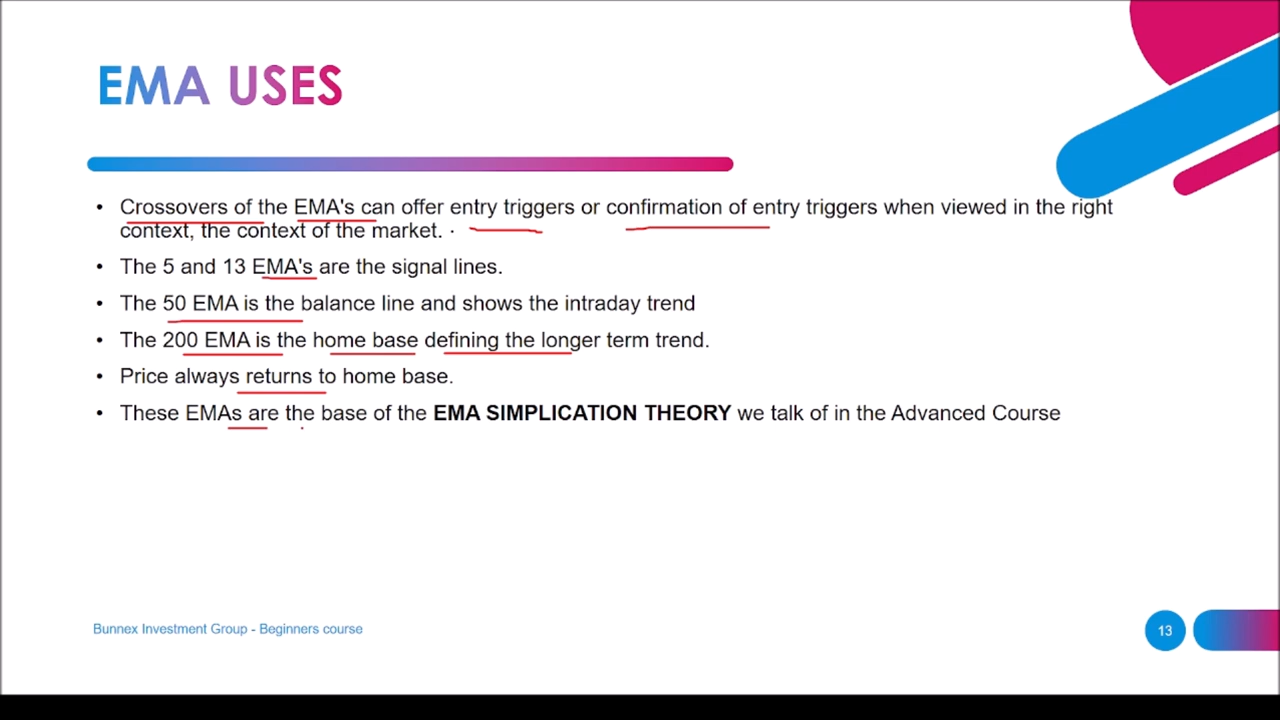 EMA USES
• Crossovers of the EMA's can offer entry triggers or confirmation of entry triggers when viewed in the right
context, the context of the market.
• The 5 and 13 EMA's are the signal lines.
• The 50 EMA is the balance line and shows the intraday trend
• The 200 EMA is the home base defining the longer term trend.
• Price always returns to home base.
• These EMAs are the base of the EMA SIMPLICATION THEORY we talk of in the Advanced Course
Bunnex Investment Group - Beginners course
13